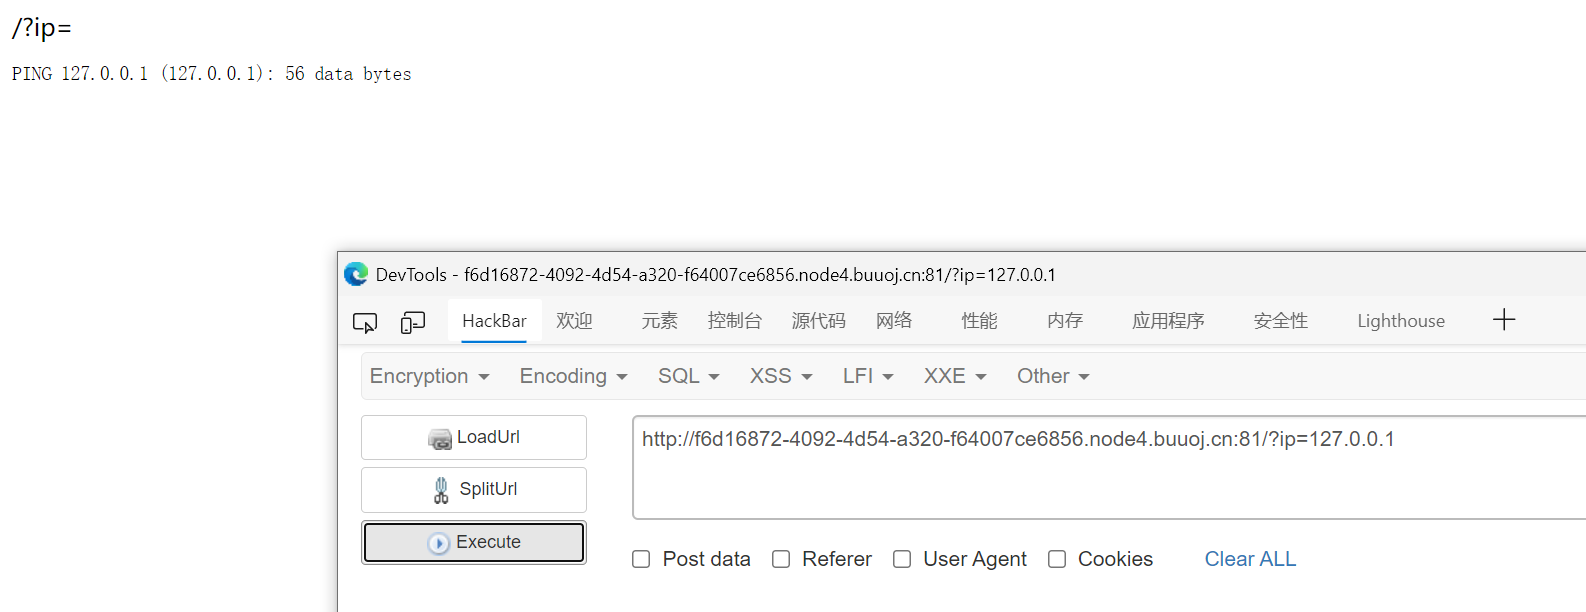 /?ip=
PING 127.0.0.1 (127.0.0.1): 56 data bytes
DevTools - f6d16872-4092-4d54-a320-f64007ce6856.node4.buuoj.cn:81/?ip=127.0.0.1
HackBar 欢迎 元素 控制台 源代码 网络 性能 内存 应用程序 安全性 Lighthouse
Encryption Encoding SQL XSS LFI XXE Other
LoadUrl
http://f6d16872-4092-4d54-a320-f64007ce6856.node4.buuoj.cn:81/?ip=127.0.0.1
SplitUrl
Execute
Post data Referer User Agent Cookies Clear ALL